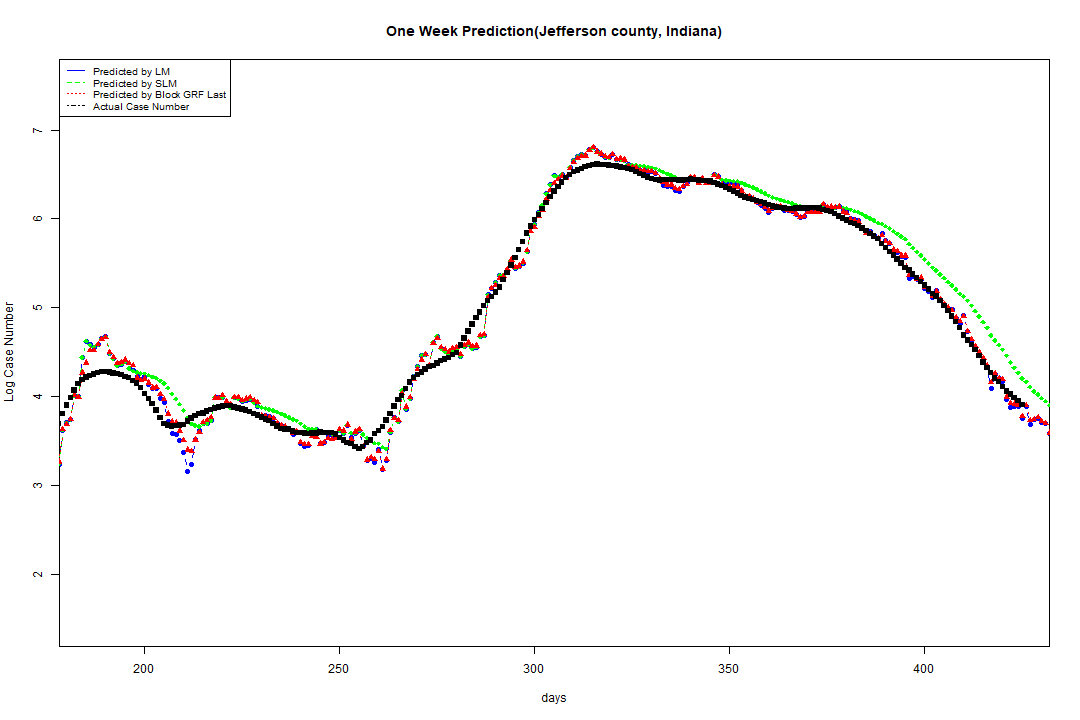 One Week Prediction(Jefferson county, Indiana)
Predicted by LM
Predicted by SLM
Predicted by Block GRF Last
Actual Case Number
7
6
5
4
3
2
Log Case Number
200 250 300 350 400
days